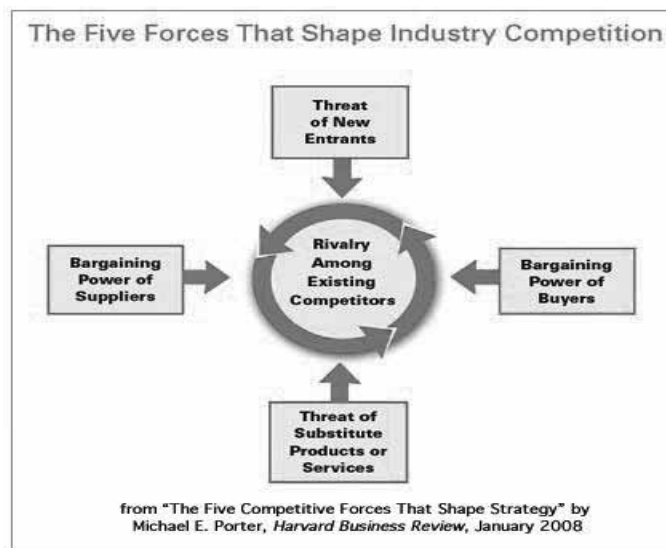 The Five Forces That Shape Industry Competition
Threat
of New
Entrants
Bargaining
Power of
Suppliers
Rivalry
Among
Existing
Competitors
Bargaining
Power of
Buyers
Threat of
Substitute
Products or
Services
from “The Five Competitive Forces That Shape Strategy” by
Michael E. Porter, Harvard Business Review, January 2008